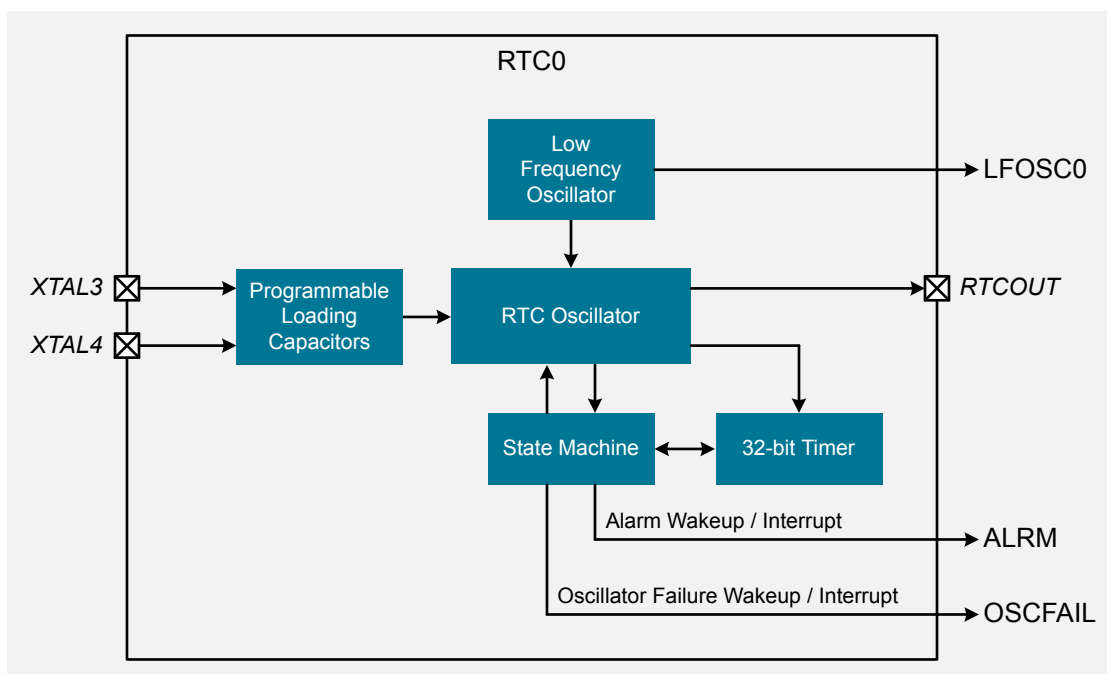 RTC0
Low
Frequency
Oscillator
LFOSC0
XTAL3
XTAL4
Programmable
Loading
Capacitors
RTC Oscillator
RTCOUT
State Machine
32-bit Timer
Alarm Wakeup / Interrupt
ALRM
Oscillator Failure Wakeup / Interrupt
OSCFAIL